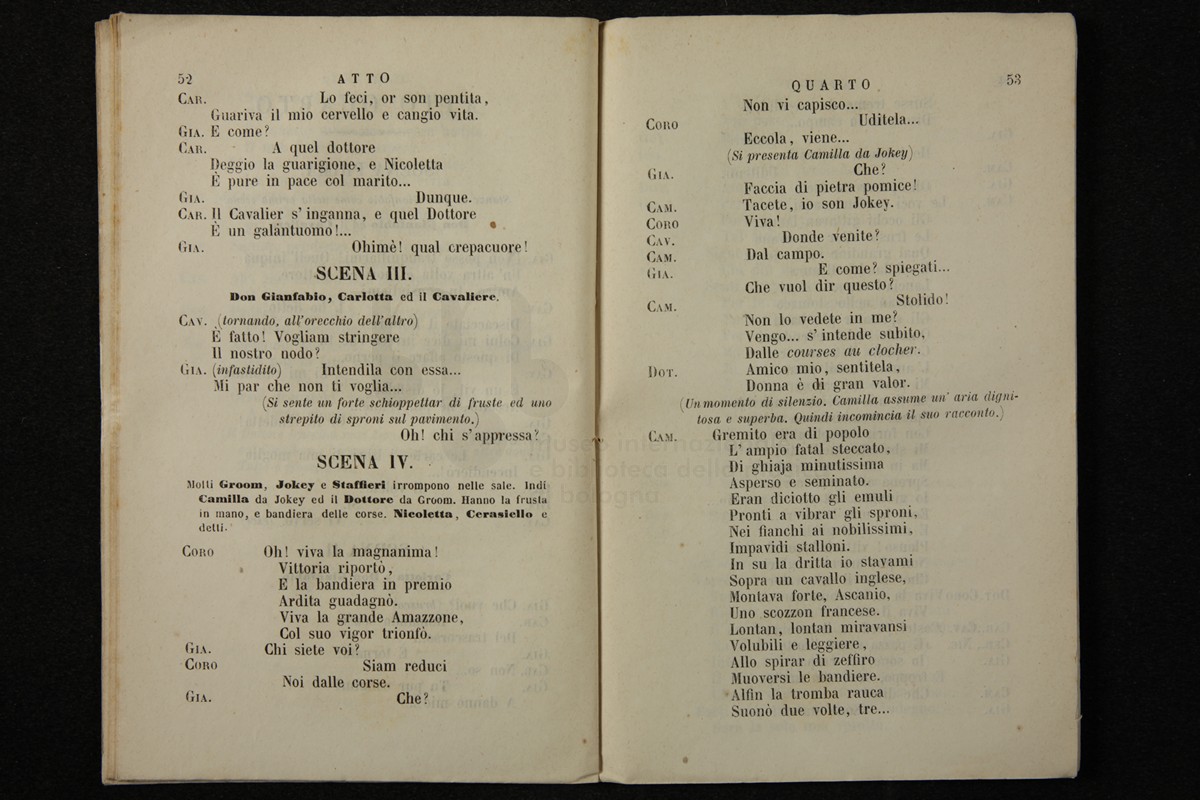 52 ATTO
CAR. Lo feci, or son pentita,
Guariva il mio cervello e cangio vita.
GIA. E come?
CAR. A quel dottore
Deggio la guarigione, e Nicoletta
È pure in pace col marito...
GIA. Dunque.
CAR. Il Cavalier s'inganna, e quel Dottore
È un galantuomo!...
GIA. Ohimè! qual crepacuore!
SCENA III.
Don Gianfabio, Carlotta ed il Cavaliere.
CAV. (tornando, all'orecchio dell'altro)
È fatto! Vogliam stringere
Il nostro nodo?
GIA. (infastidito) Intendila con essa...
Mi par che non ti voglia...
(Si sente un forte schioppettar di fruste ed uno
strepito di sproni sul pavimento.)
Oh! chi s'appressa?
SCENA IV.
Molti Groom, Jokey e Staffieri irrompono nelle sale. Indi
Camilla da Jokey ed il Dottore da Groom. Hanno la frusta
in mano, e bandiera delle corse. Nicoletta, Cerasiello e
detti.
CORO Oh! viva la magnanima!
Vittoria riportò,
E la bandiera in premio
Ardita guadagnò.
Viva la grande Amazzone,
Col suo vigor trionfò.
GIA. Chi siete voi?
CORO Siam reduci
Noi dalle corse.
GIA. Che?
QUARTO 53
Non vi capisco...
CORO Uditela...
Eccola, viene...
(Si presenta Camilla da Jokey)
GIA. Che?
Faccia di pietra pomice!
CAM. Tacete, io son Jokey.
CORO Viva!
CAV. Donde venite?
CAM. Dal campo.
GIA. E come? spiegati...
Che vuol dir questo?
CAM. Stolido!
Non lo vedete in me?
Vengo... s'intende subito,
Dalle courses au clocher.
DOT. Amico mio, sentitela,
Donna è di gran valor.
(Un momento di silenzio. Camilla assume un'aria digni-
tosa e superba. Quindi incomincia il suo racconto.)
CAM. Gremito era di popolo
L'ampio fatal steccato,
Di ghiaja minutissima
Asperso e seminato.
Eran diciotto gli emuli
Pronti a vibrar gli sproni,
Nei fianchi ai nobilissimi,
Impavidi stalloni.
In su la dritta io stavami
Sopra un cavallo inglese,
Montava forte, Ascanio,
Uno scozzon francese.
Lontan, lontan miravansi
Volubili e leggiere,
Allo spirar di zeffiro
Muoversi le bandiere.
Alfin la tromba rauca
Suonò due volte, tre...